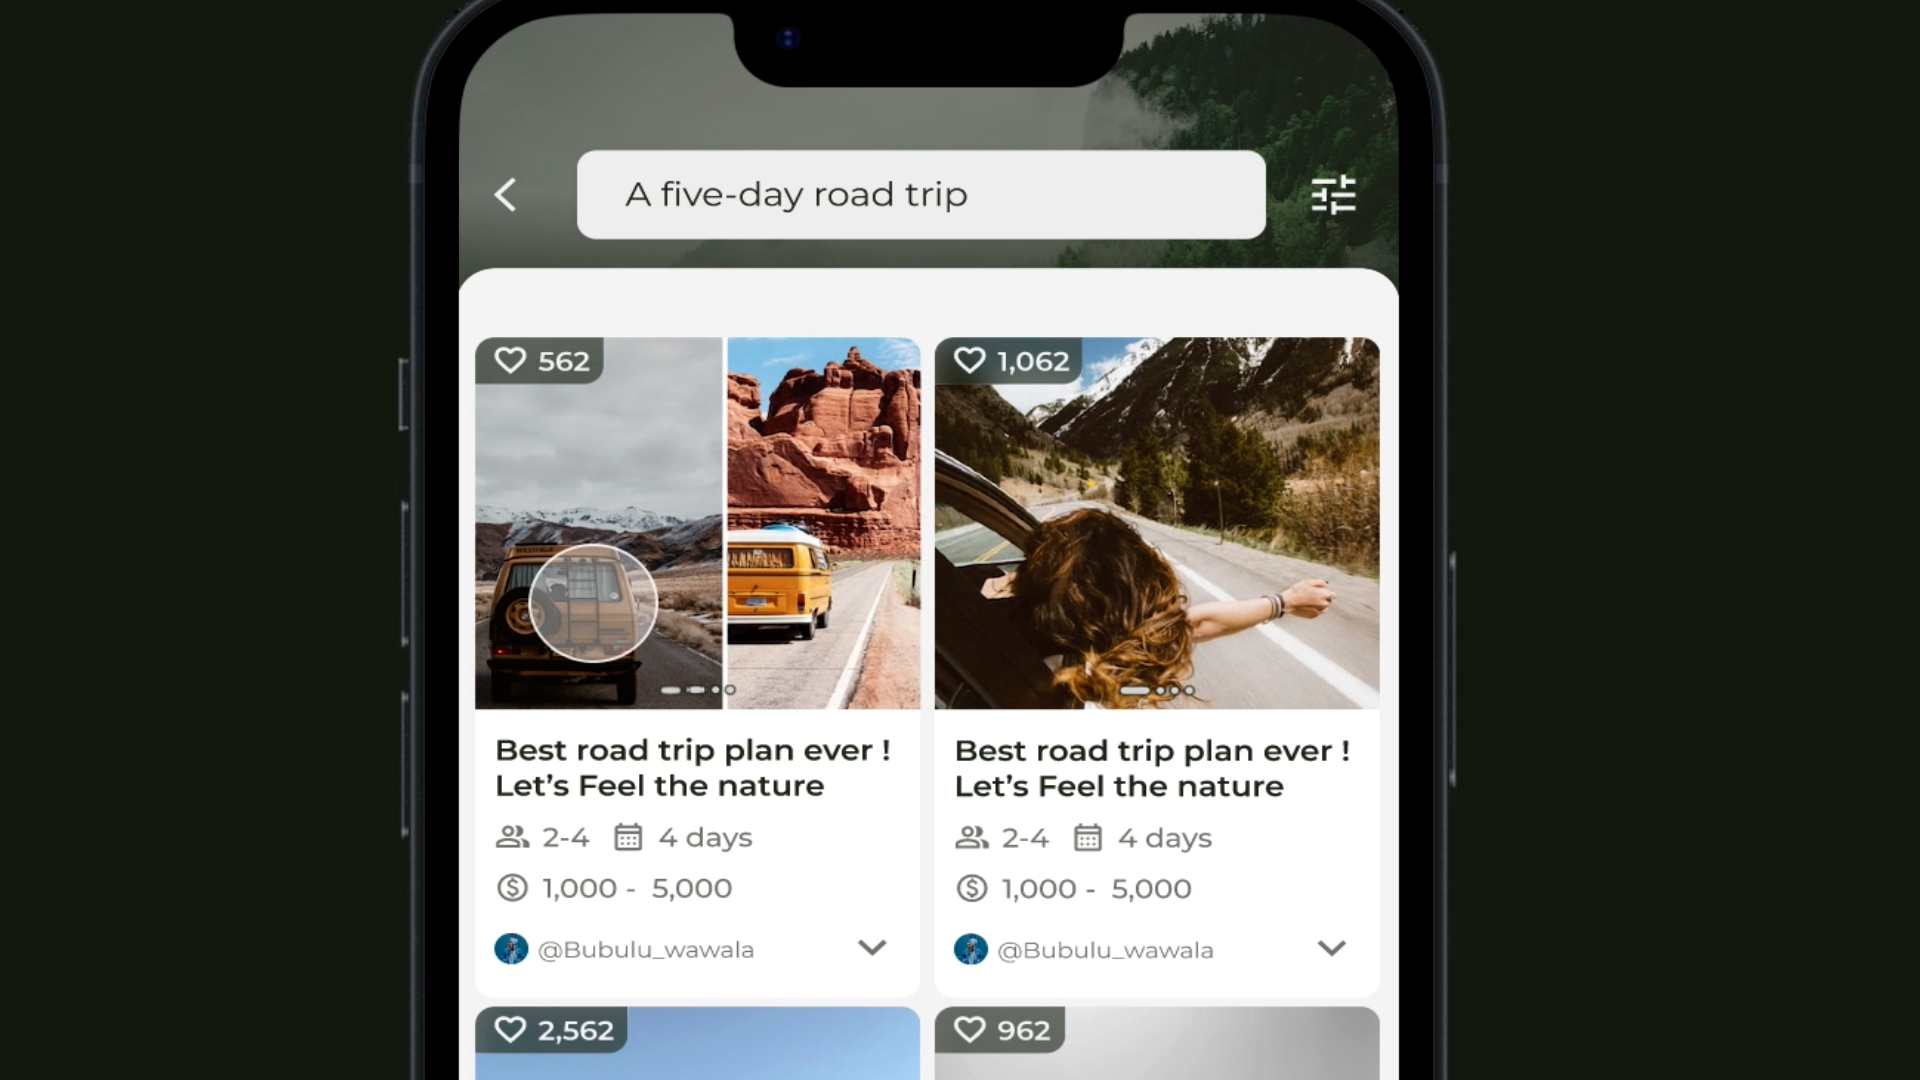 A five-day road trip
562
1,062
Best road trip plan ever !
Let’s Feel the nature
2-4 4 days
1,000 - 5,000
@Bubulu_wawala
Best road trip plan ever !
Let’s Feel the nature
2-4 4 days
1,000 - 5,000
@Bubulu_wawala
2,562
962